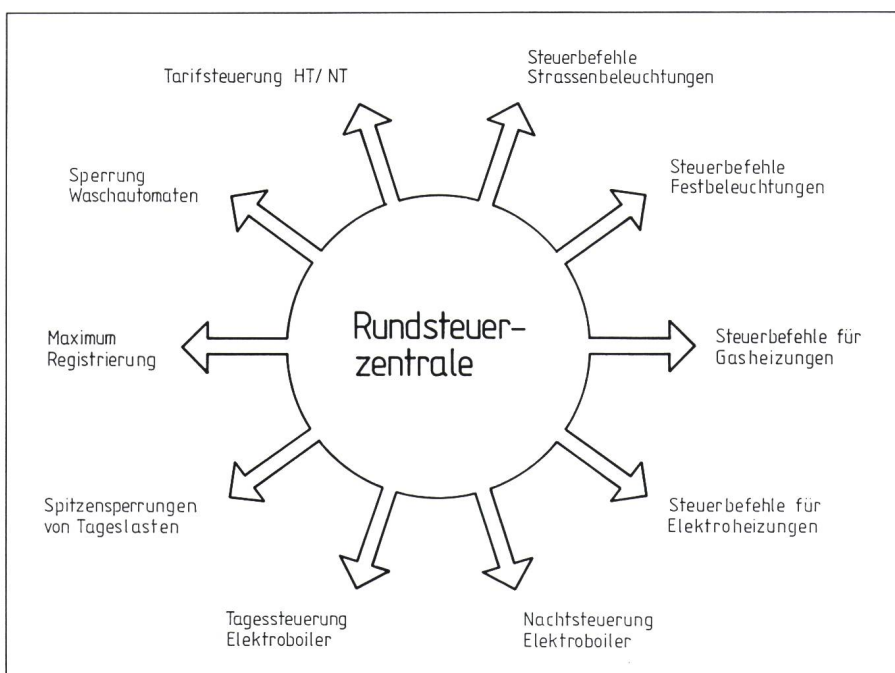 Tarifsteuerung HT/NT
Steuerbefehle
Strassenbeleuchtungen
Sperrung
Waschautomaten
Steuerbefehle
Festbeleuchtungen
Maximum
Registrierung
Rundsteuer-
zentrale
Steuerbefehle für
Gasheizungen
Spitzensperrungen
von Tageslasten
Steuerbefehle für
Elektroheizungen
Tagessteuerung
Elektroboiler
Nachtsteuerung
Elektroboiler